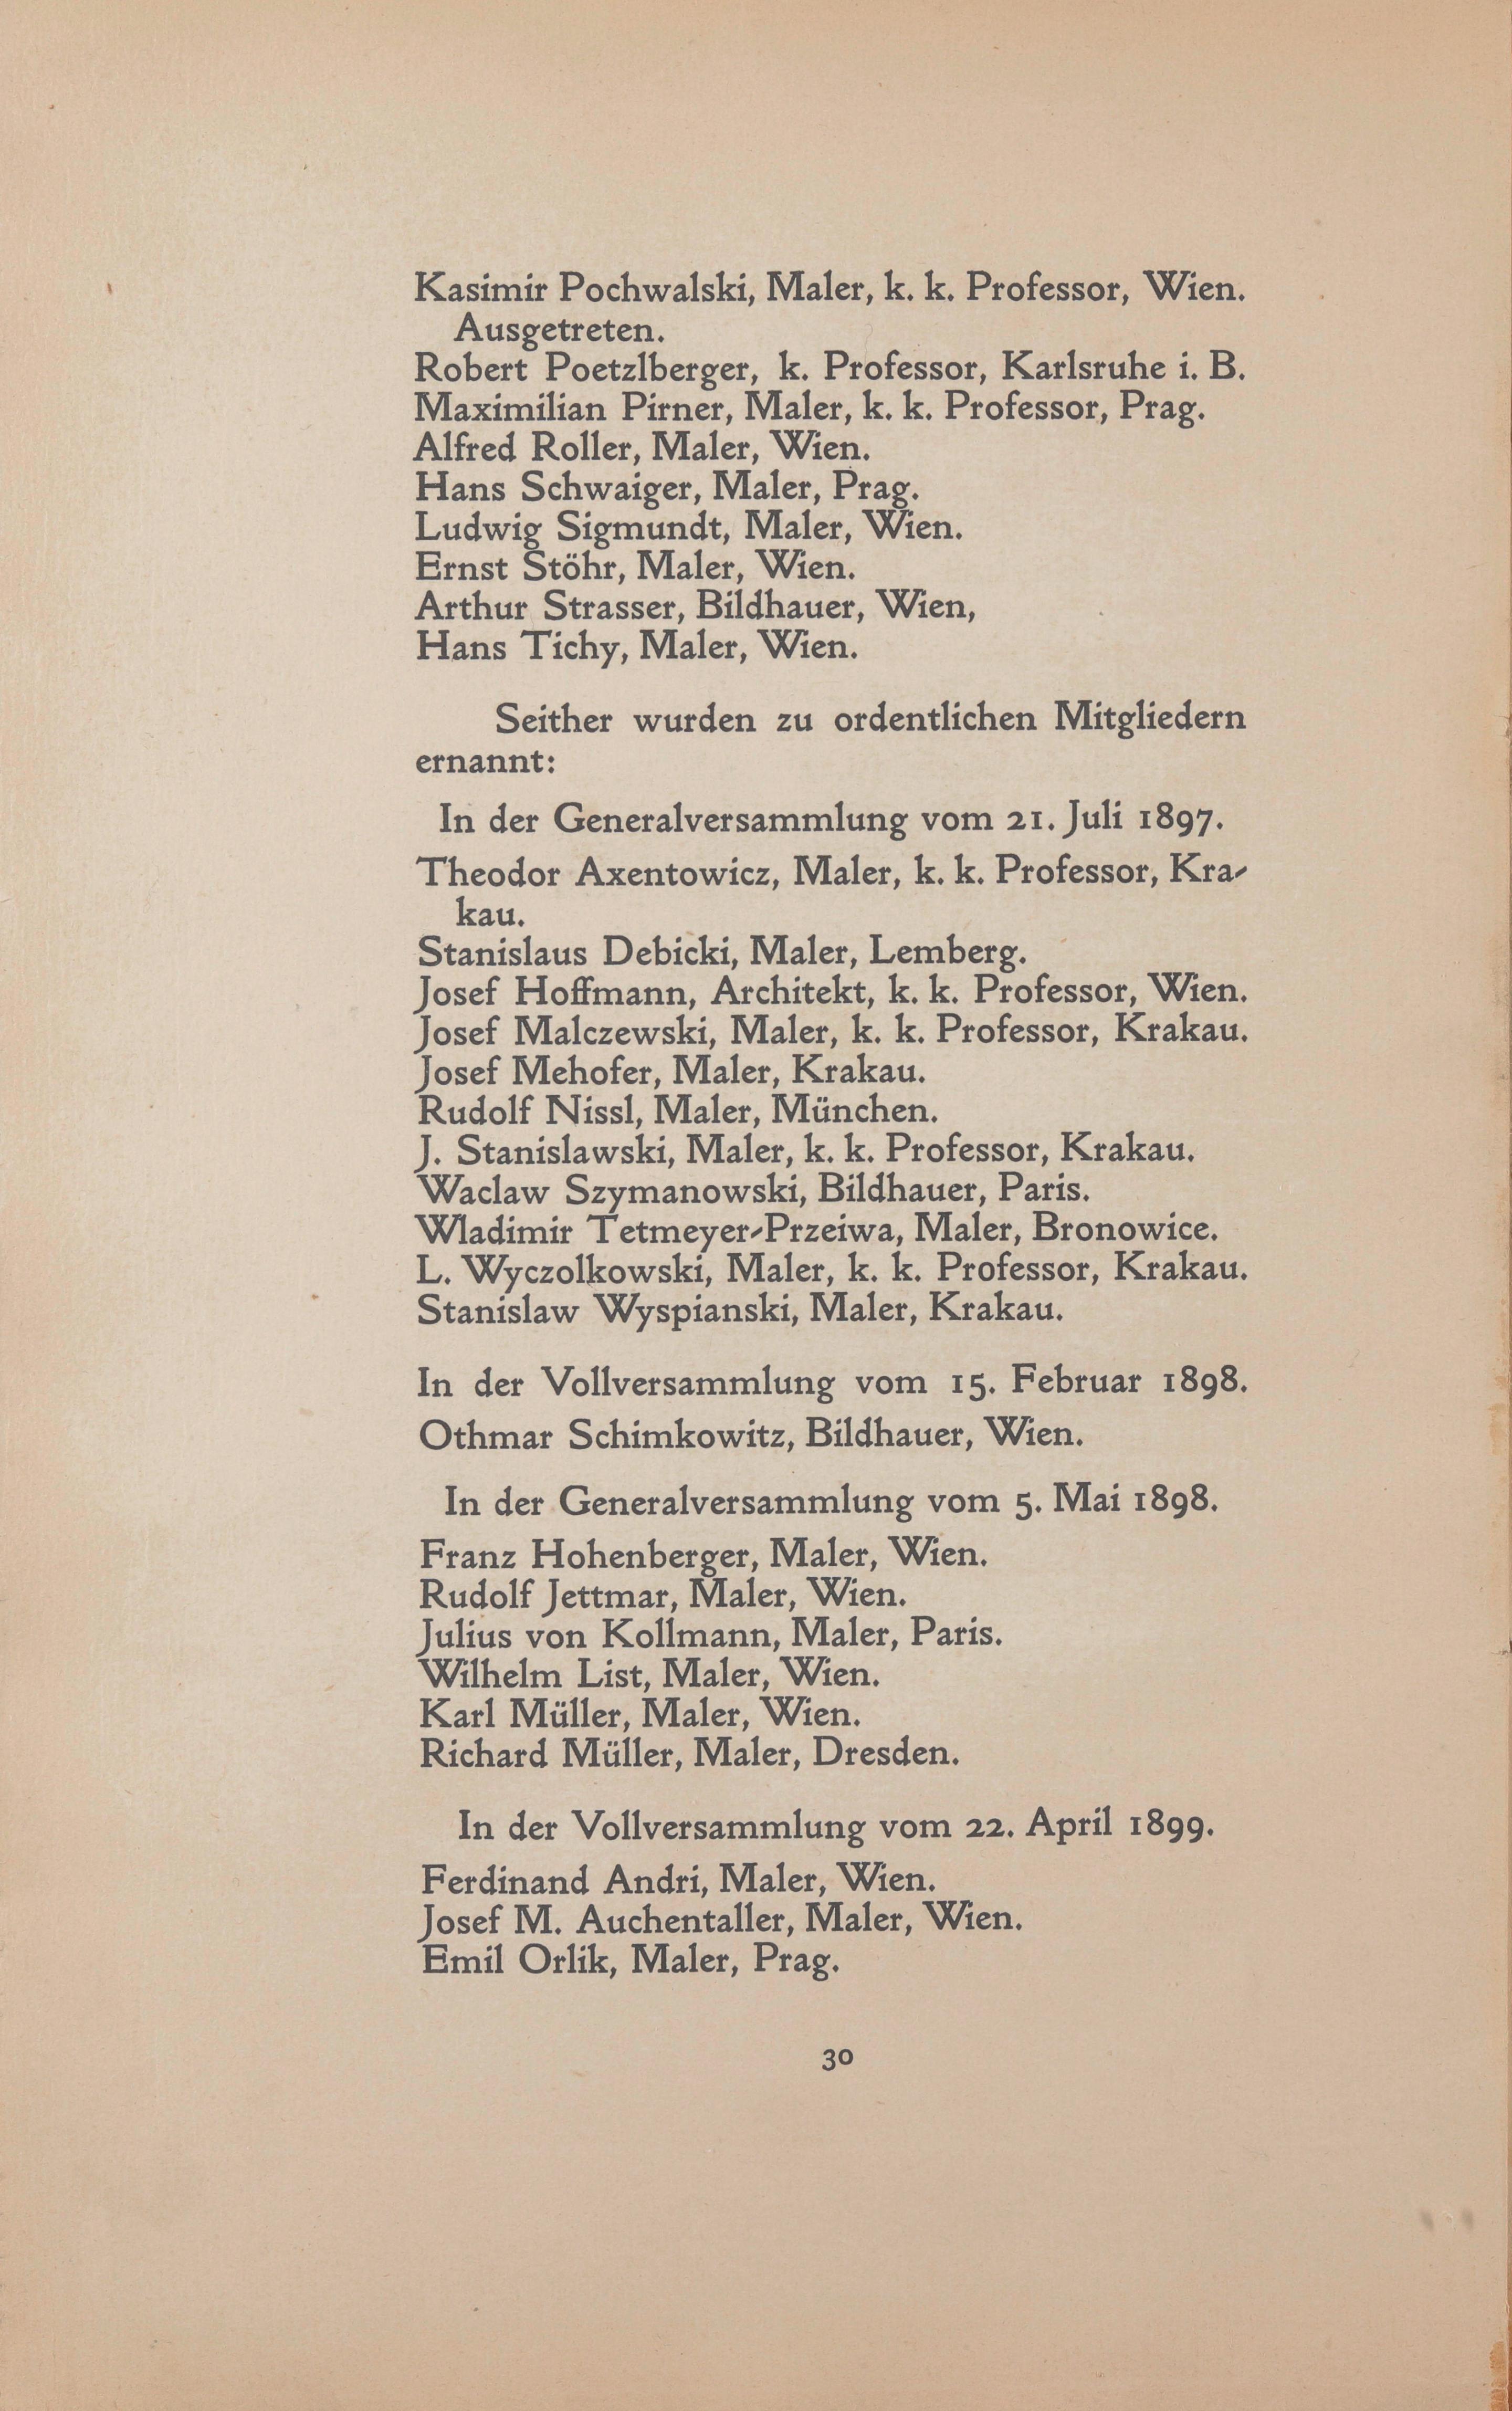 Kasimir Pochwalski, Maler, k. k. Professor, Wien.
Ausgetreten.
Robert Poetzlberger, k. Professor, Karlsruhe i. B.
Maximilian Pirner, Maler, k. k. Professor, Prag.
Alfred Roller, Maler, Wien.
Hans Schwaiger, Maler, Prag.
Ludwig Sigmundt, Maler, Wien.
Ernst Stöhr, Maler, Wien.
Arthur Strasser, Bildhauer, Wien,
Hans Tichy, Maler, Wien.
Seither wurden zu ordentlichen Mitgliedern
ernannt:
In der Generalversammlung vom 21. Juli 1897.
Theodor Axentowicz, Maler, k. k. Professor, Kra-
kau.
Stanislaus Debicki, Maler, Lemberg.
Josef Hoffmann, Architekt, k. k. Professor, Wien.
Josef Malczewski, Maler, k. k. Professor, Krakau.
Josef Mehofer, Maler, Krakau.
Rudolf Nissl, Maler, München.
J. Stanislawski, Maler, k. k. Professor, Krakau.
Waclaw Szymanowski, Bildhauer, Paris.
Wladimir Tetmeyer-Przeiwa, Maler, Bronowice.
L. Wyczolkowski, Maler, k. k. Professor, Krakau.
Stanislaw Wyspianski, Maler, Krakau.
In der Vollversammlung vom 15. Februar 1898.
Othmar Schimkowitz, Bildhauer, Wien.
In der Generalversammlung vom 5. Mai 1898.
Franz Hohenberger, Maler, Wien.
Rudolf Jettmar, Maler, Wien.
Julius von Kollmann, Maler, Paris.
Wilhelm List, Maler, Wien.
Karl Müller, Maler, Wien.
Richard Müller, Maler, Dresden.
In der Vollversammlung vom 22. April 1899.
Ferdinand Andri, Maler, Wien.
Josef M. Auchentaller, Maler, Wien.
Emil Orlik, Maler, Prag.
30